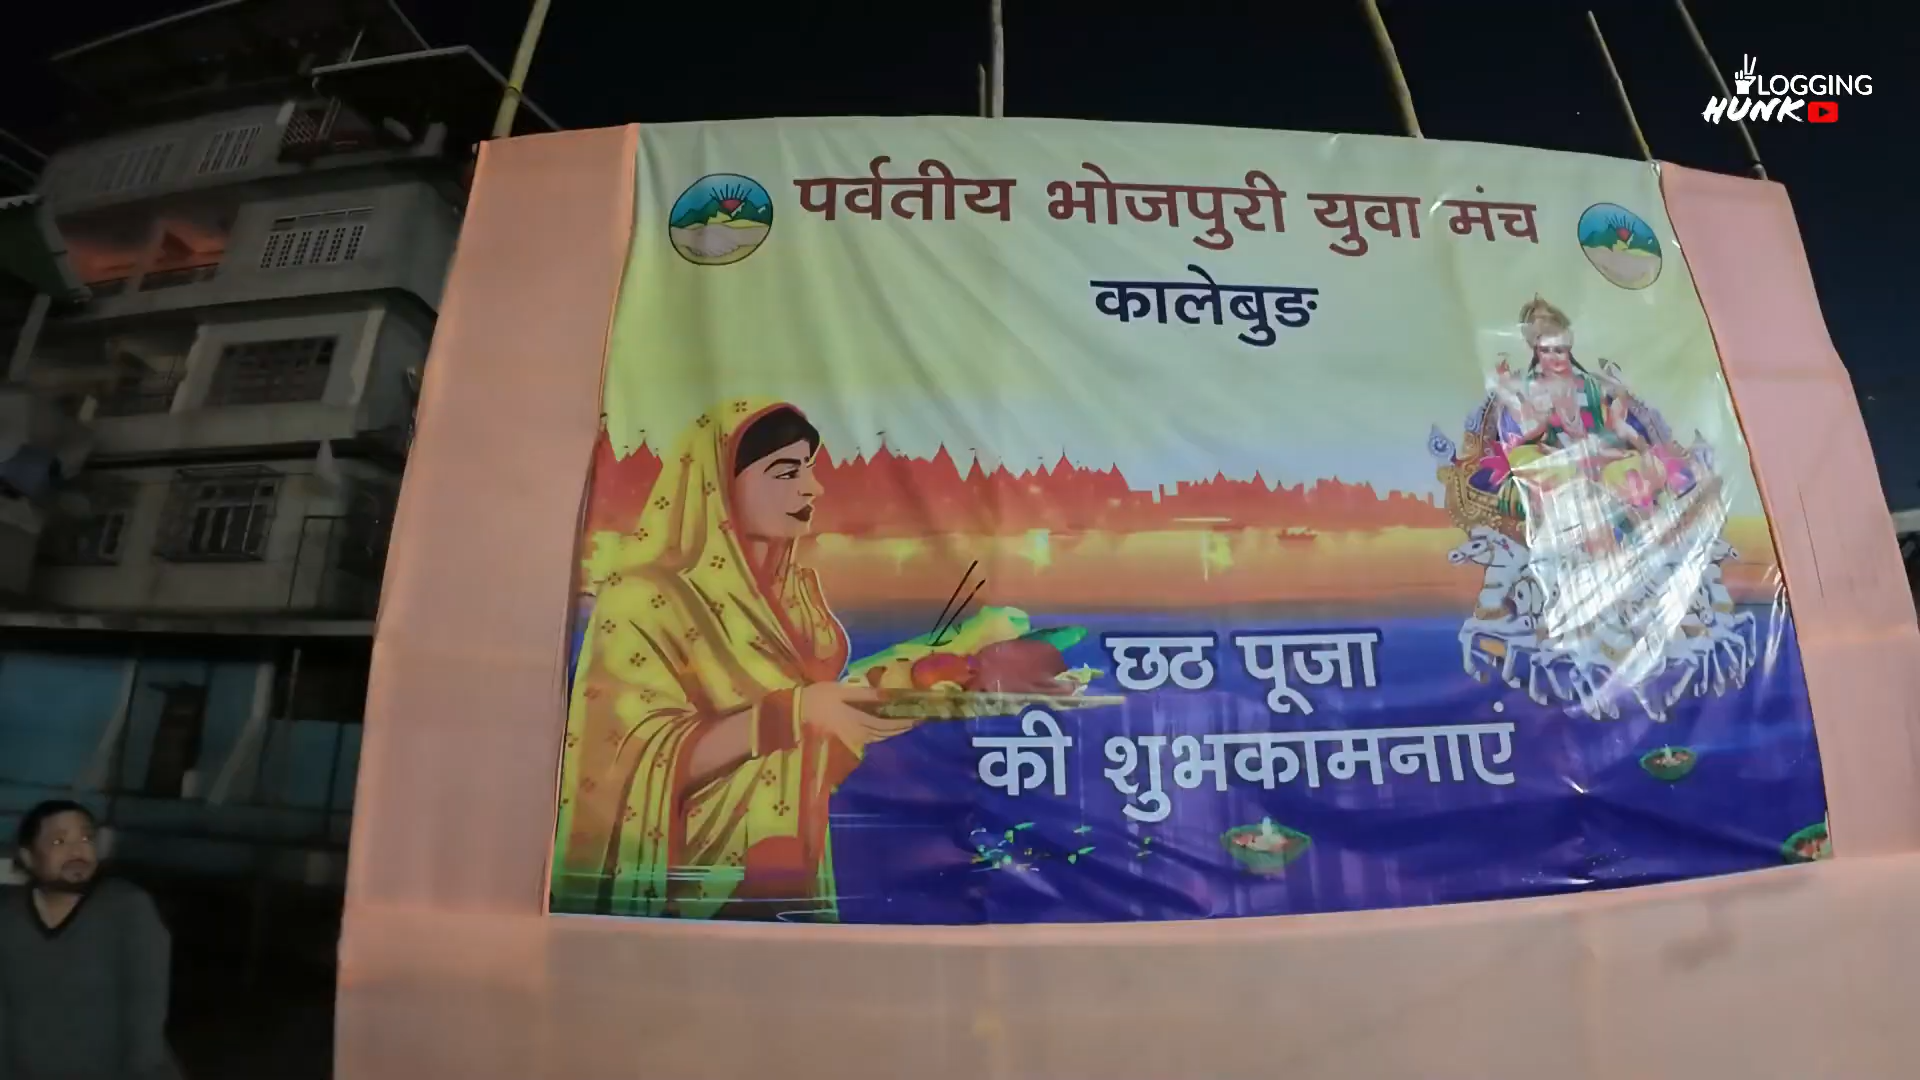 VLOGGING
HUNK
पर्वतीय भोजपुरी युवा मंच
कालेबुङ
छठ पूजा
की शुभकामनाएं